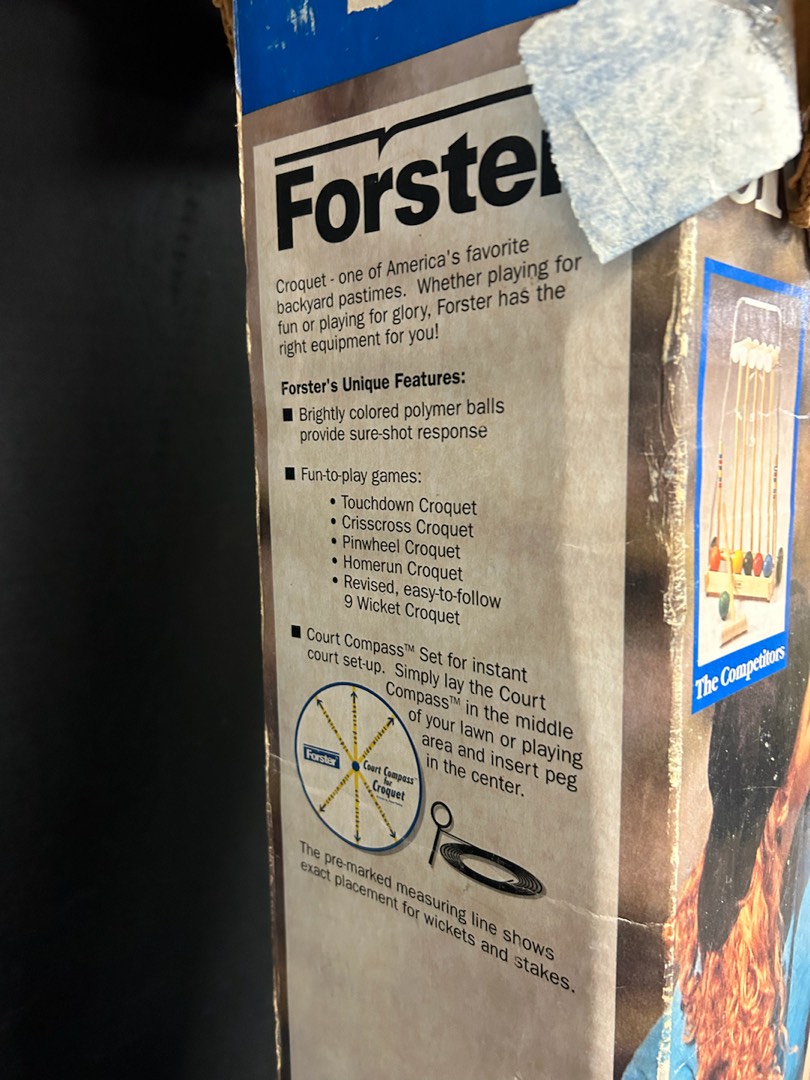 Forster
Croquet - one of America's favorite
backyard pastimes. Whether playing for
fun or playing for glory, Forster has the
right equipment for you!
Forster's Unique Features:
■ Brightly colored polymer balls
provide sure-shot response
■ Fun-to-play games:
• Touchdown Croquet
• Crisscross Croquet
• Pinwheel Croquet
• Homerun Croquet
• Revised, easy-to-follow
9 Wicket Croquet
■ Court Compass™ Set for instant
court set-up. Simply lay the Court
Compass™ in the middle
of your lawn or playing
area and insert peg
in the center.
Forster
Court Compass™
for
Croquet
The pre-marked measuring line shows
exact placement for wickets and stakes.
The Competitors